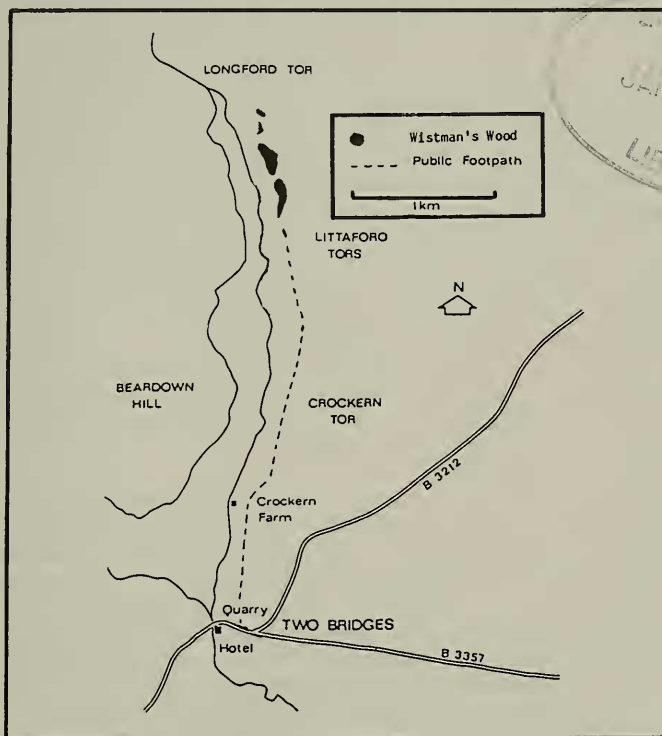 LONGFORD TOR
Wistman's Wood
Public Footpath
1km
LITTAFORD
TORS
N
BEARDOWN
HILL
CROCKERN
TOR
B 3212
Crockern
Farm
Quarry
TWO BRIDGES
Hotel
B 3357